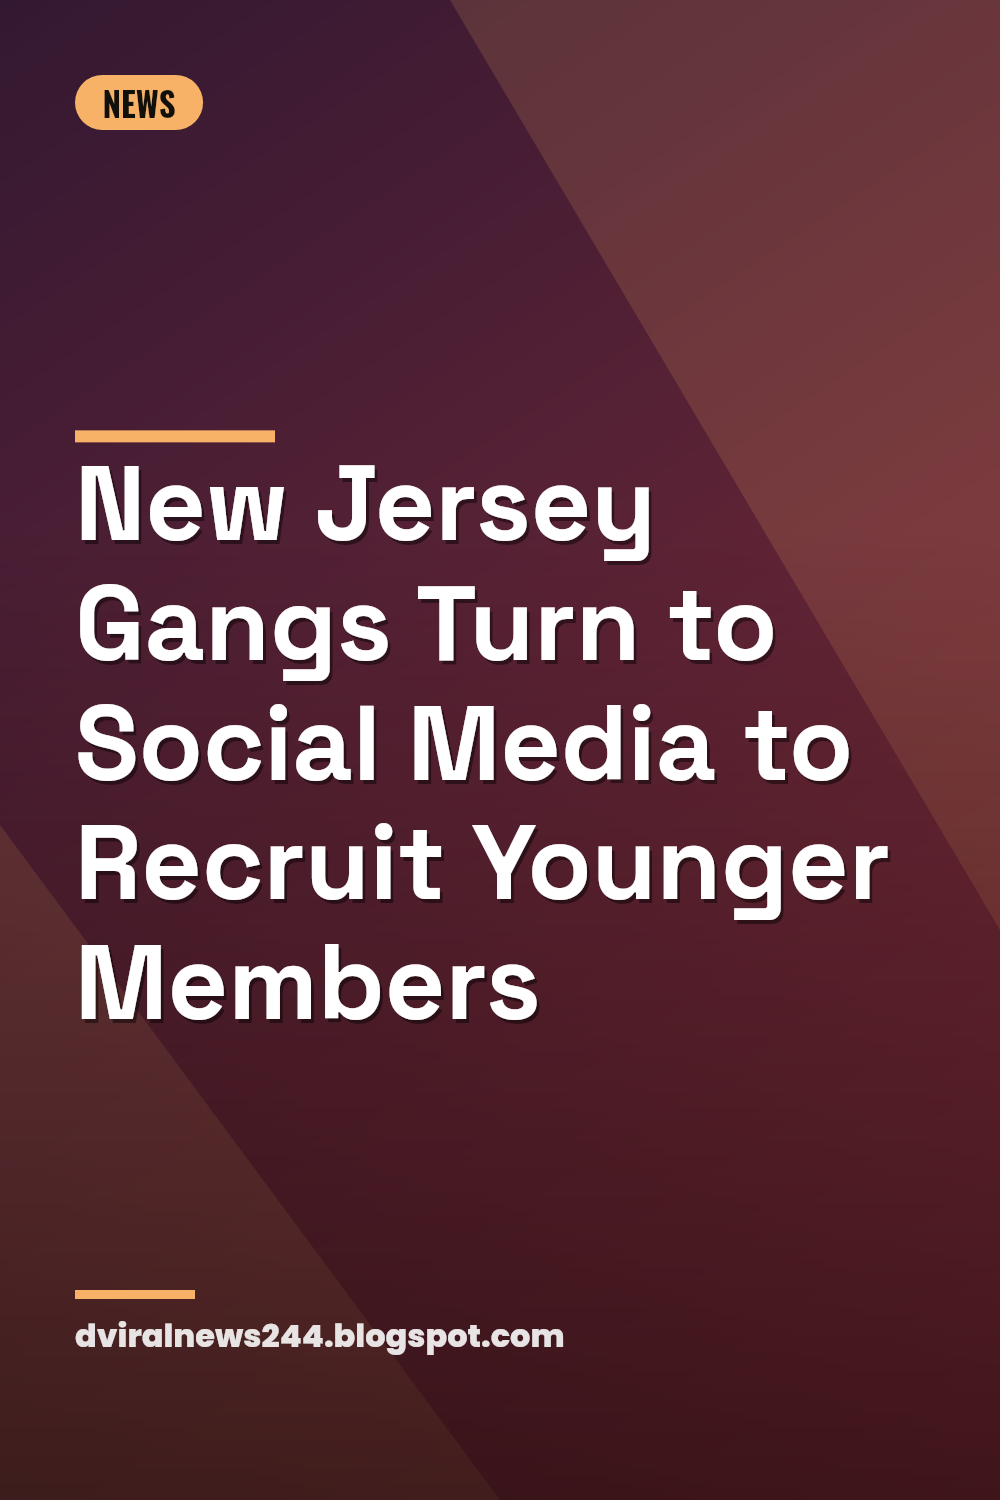 NEWS
New Jersey
Gangs Turn to
Social Media to
Recruit Younger
Members
dviralnews244.blogspot.com